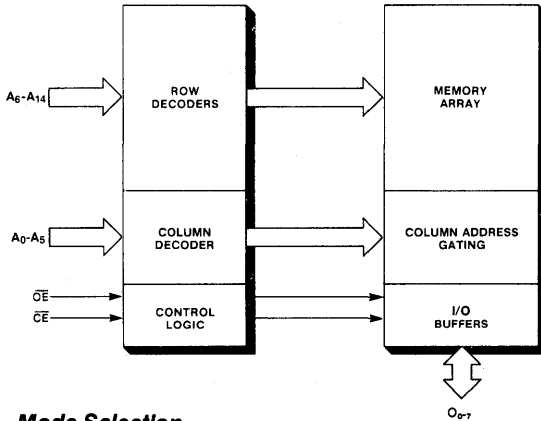 A6-A14
ROW
DECODERS
MEMORY
ARRAY
A0-A5
COLUMN
DECODER
COLUMN ADDRESS
GATING
OE
CE
CONTROL
LOGIC
I/O
BUFFERS
O0-7
Mode Selection